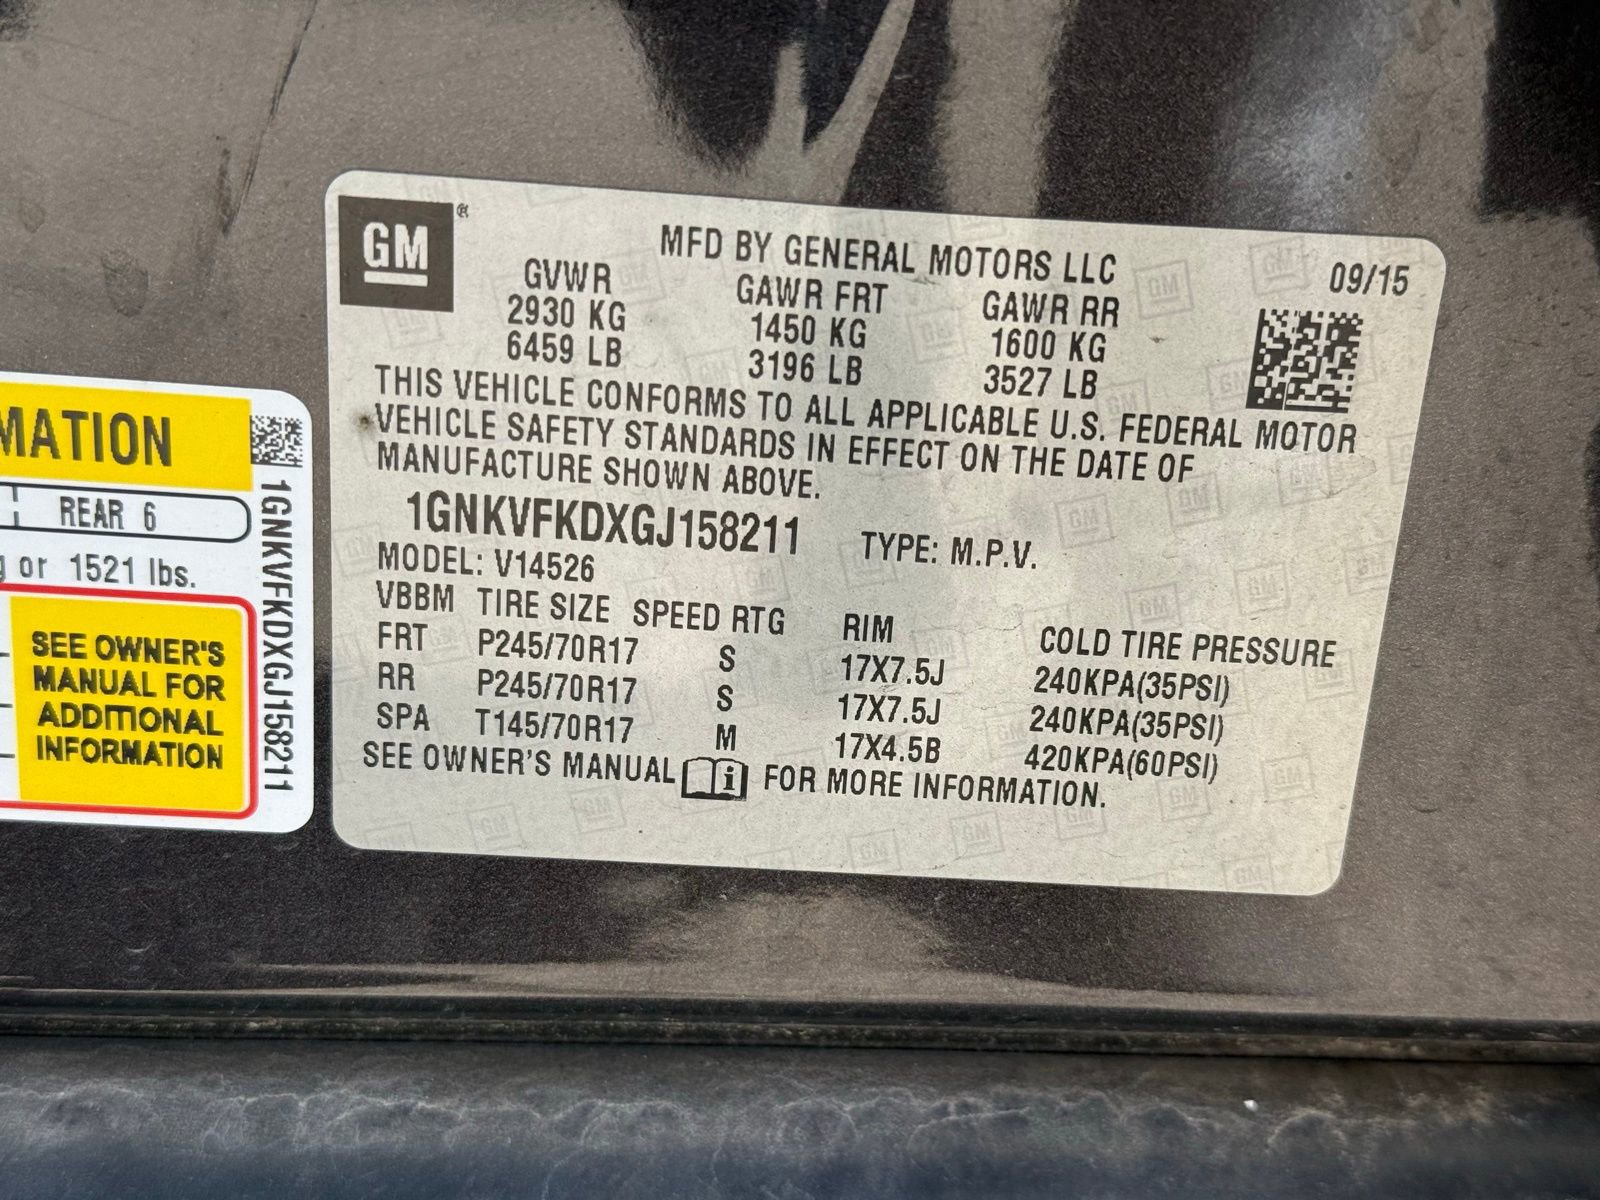 GM®
MFD BY GENERAL MOTORS LLC
09/15
GVWR GAWR FRT GAWR RR
2930 KG 1450 KG 1600 KG
6459 LB 3196 LB 3527 LB
THIS VEHICLE CONFORMS TO ALL APPLICABLE U.S. FEDERAL MOTOR
VEHICLE SAFETY STANDARDS IN EFFECT ON THE DATE OF
MANUFACTURE SHOWN ABOVE.
1GNKVFKDXGJ158211 TYPE: M.P.V.
MODEL: V14526
VBBM TIRE SIZE SPEED RTG RIM COLD TIRE PRESSURE
FRT P245/70R17 S 17X7.5J 240KPA(35PSI)
RR P245/70R17 S 17X7.5J 240KPA(35PSI)
SPA T145/70R17 M 17X4.5B 420KPA(60PSI)
SEE OWNER'S MANUAL i FOR MORE INFORMATION.
MATION
REAR 6
or 1521 lbs.
SEE OWNER'S
MANUAL FOR
ADDITIONAL
INFORMATION
1GNKVFKDXGJ158211